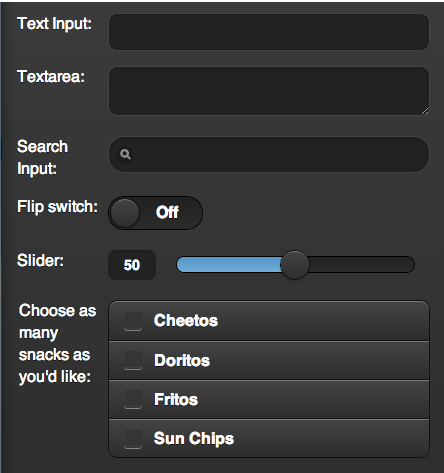 Text Input:
Textarea:
Search
Input:
Flip switch:
Off
Slider:
50
Choose as
many
snacks as
you'd like:
Cheetos
Doritos
Fritos
Sun Chips